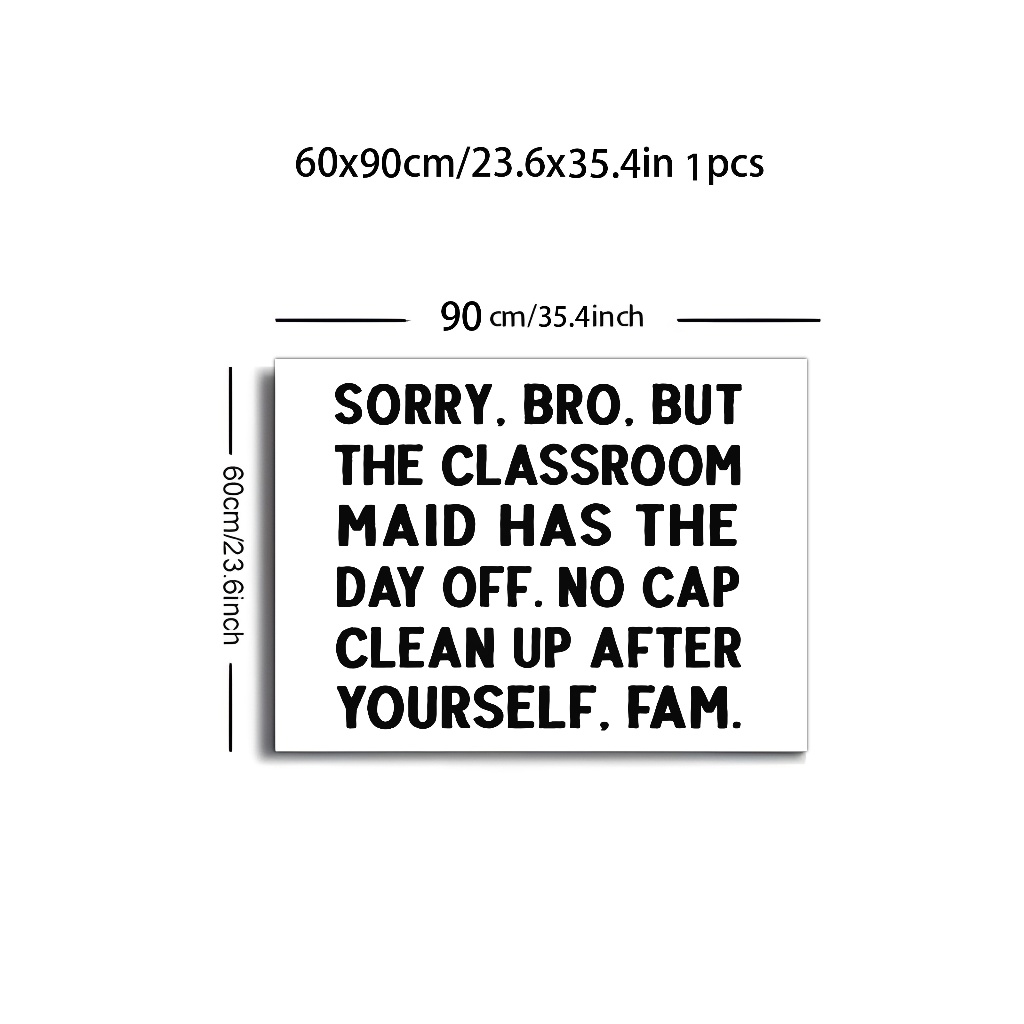 60x90cm/23.6x35.4in 1pcs
90 cm/35.4inch
60cm/23.6inch
SORRY, BRO, BUT
THE CLASSROOM
MAID HAS THE
DAY OFF. NO CAP
CLEAN UP AFTER
YOURSELF, FAM.